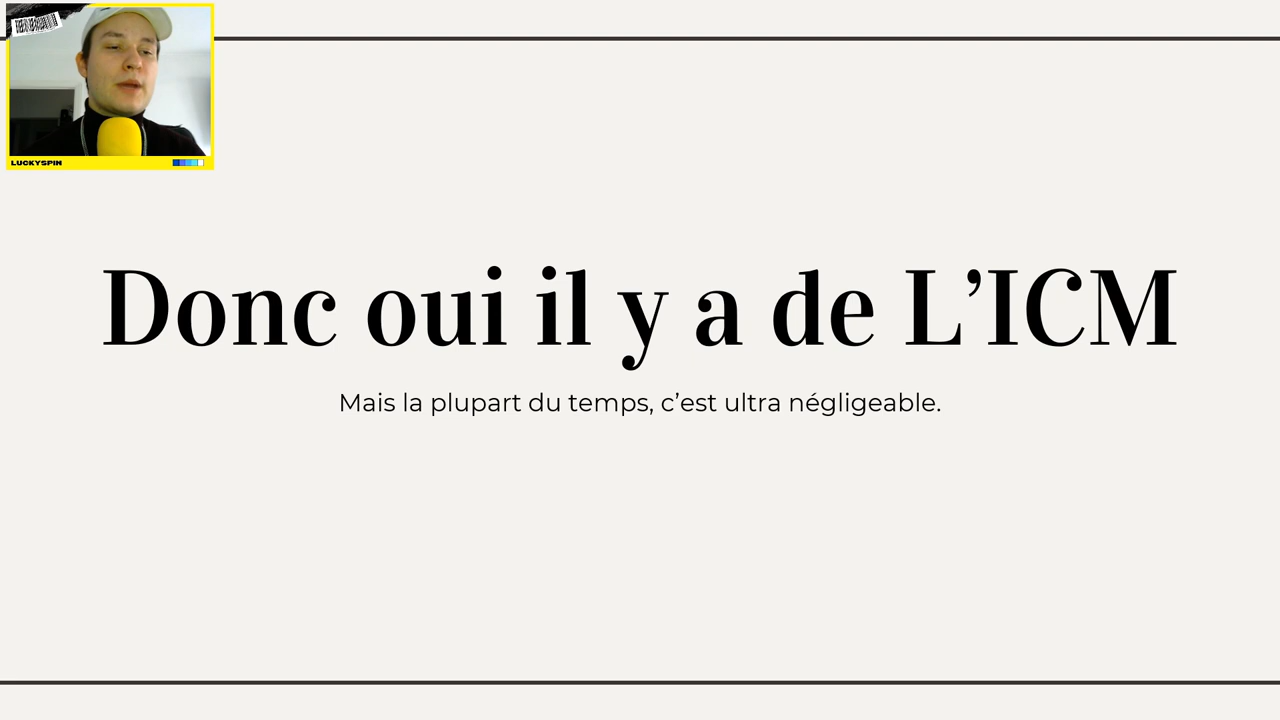 LUCKYSPIN
Donc oui il y a de L’ICM
Mais la plupart du temps, c’est ultra négligeable.